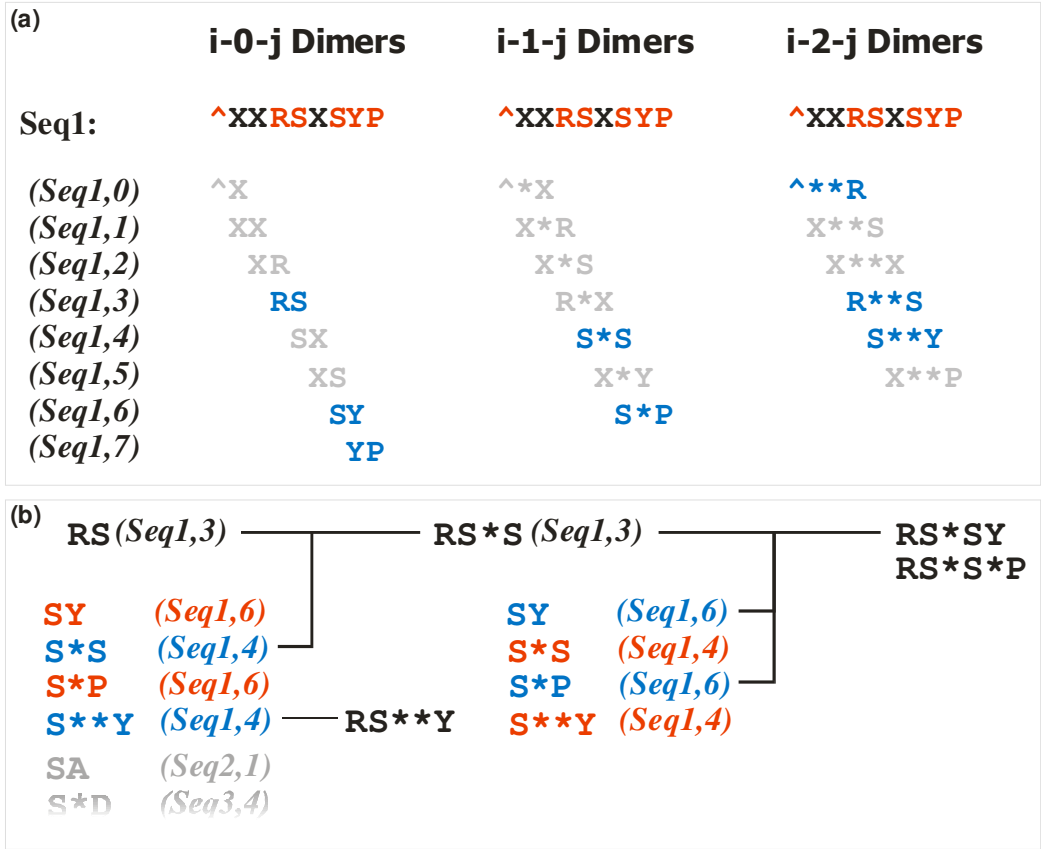 (a)
i-0-j Dimers i-1-j Dimers i-2-j Dimers
Seq1: ^XXRSXSYP ^XXRSXSYP ^XXRSXSYP
(Seq1,0) ^X ^*X ^**R
(Seq1,1) XX X*R X**S
(Seq1,2) XR X*S X**X
(Seq1,3) RS R*X R**S
(Seq1,4) SX S*S S**Y
(Seq1,5) XS X*Y X**P
(Seq1,6) SY S*P
(Seq1,7) YP
(b)
RS (Seq1,3) RS*S (Seq1,3) RS*SY
RS*S*P
SY (Seq1,6) SY (Seq1,6)
S*S (Seq1,4) S*S (Seq1,4)
S*P (Seq1,6) S*P (Seq1,6)
S**Y (Seq1,4) RS**Y S**Y (Seq1,4)
SA (Seq2,1)
S*D (Seq3,4)